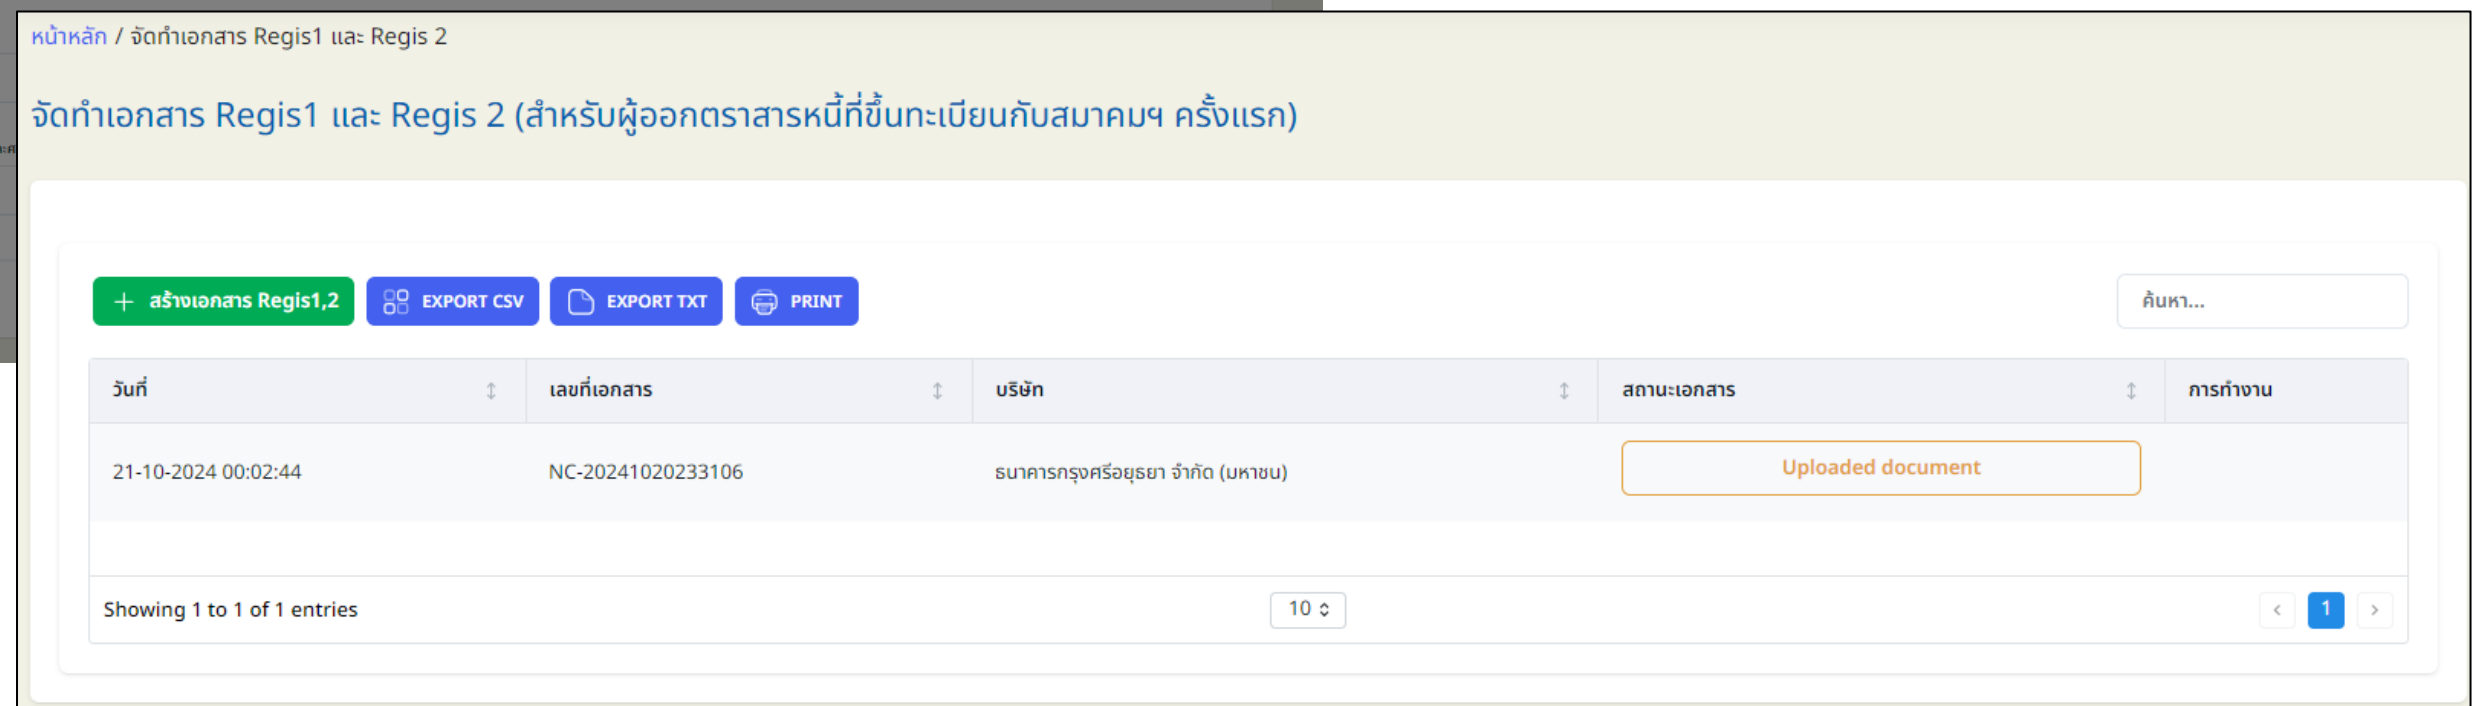 หน้าหลัก / จัดทำเอกสาร Regis1 และ Regis 2
จัดทำเอกสาร Regis1 และ Regis 2 (สำหรับผู้ออกตราสารหนี้ที่ขึ้นทะเบียนกับสมาคมฯ ครั้งแรก)
+ สร้างเอกสาร Regis1,2 EXPORT CSV EXPORT TXT PRINT ค้นหา...
วันที่ เลขที่เอกสาร บริษัท สถานะเอกสาร การทำงาน
21-10-2024 00:02:44 NC-20241020233106 ธนาคารกรุงศรีอยุธยา จำกัด (มหาชน) Uploaded document
Showing 1 to 1 of 1 entries 10 < 1 >